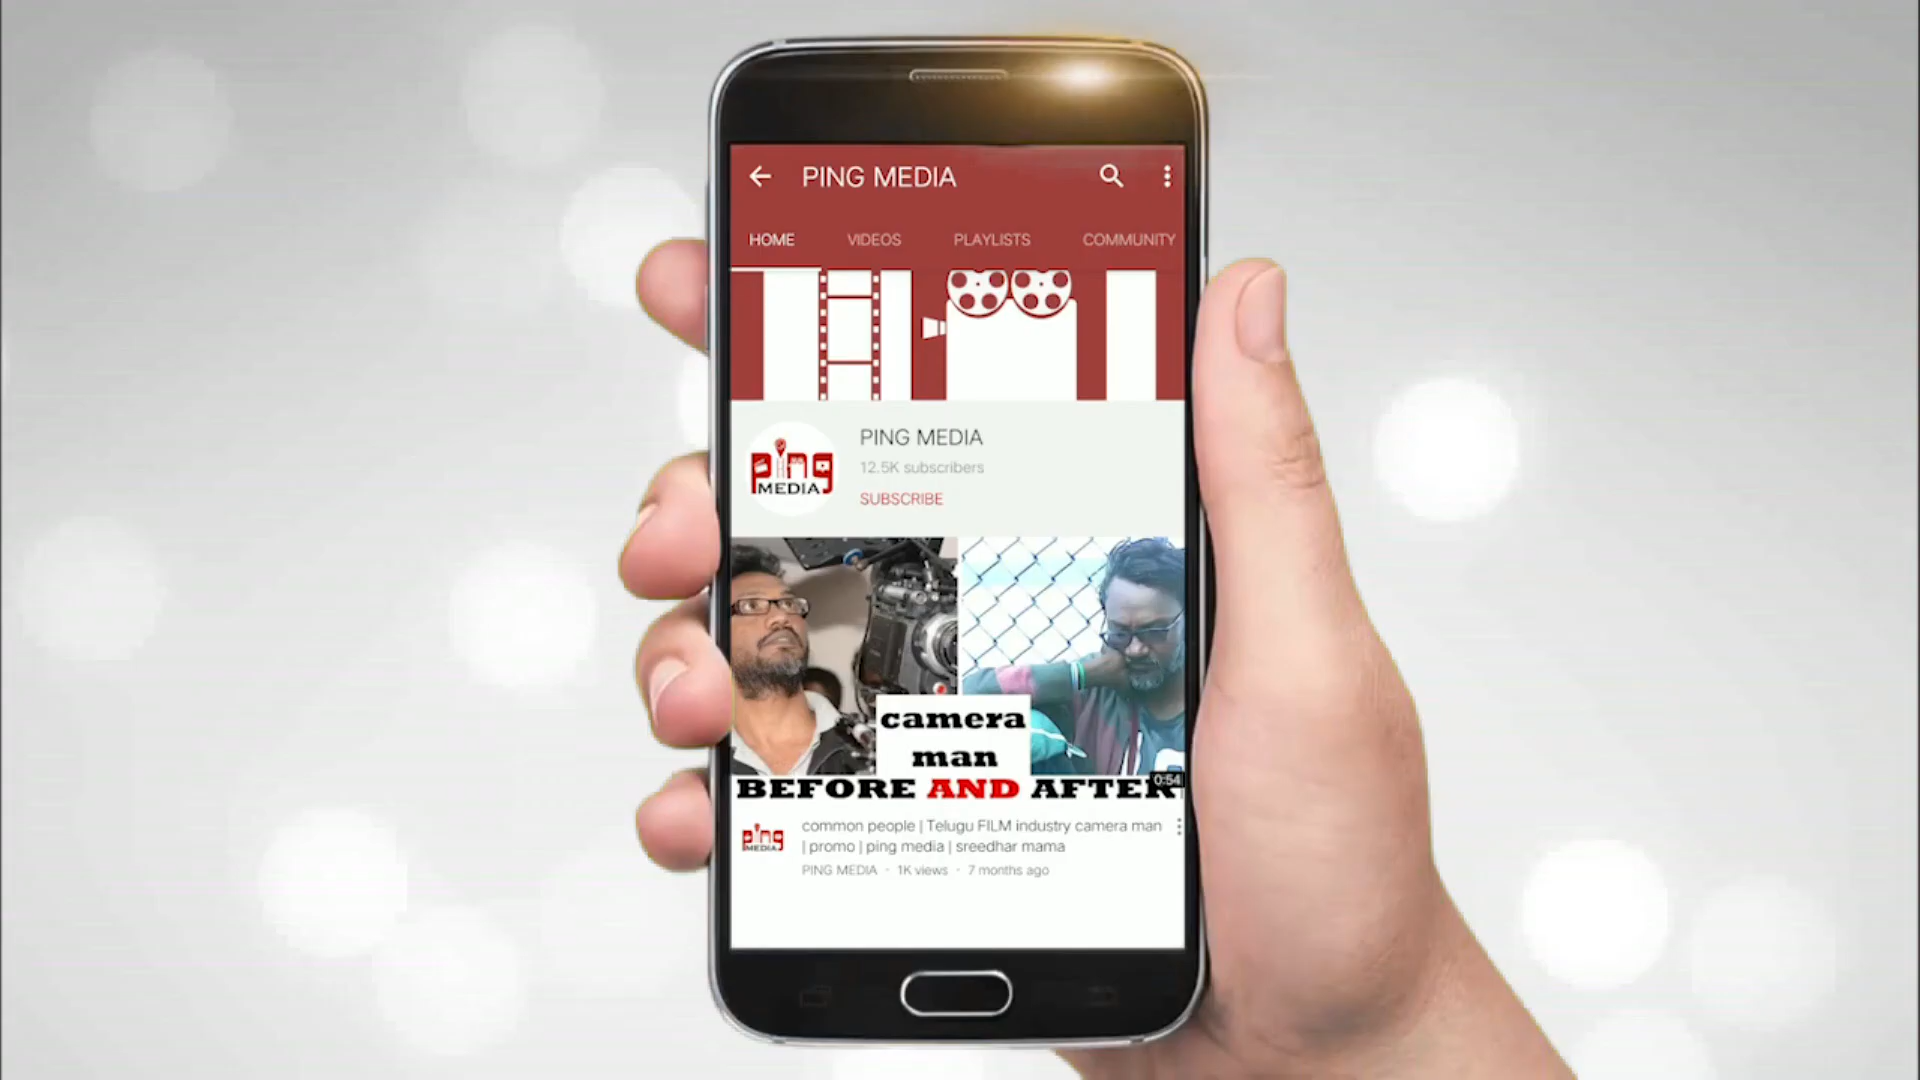 PING MEDIA
HOME VIDEOS PLAYLISTS COMMUNITY
PING MEDIA
12.5K subscribers
SUBSCRIBE
ping
MEDIA
camera
man
BEFORE AND AFTER
0:54
ping
MEDIA
common people | Telugu FILM industry camera man
| promo | ping media | sreedhar mama
PING MEDIA · 1K views · 7 months ago